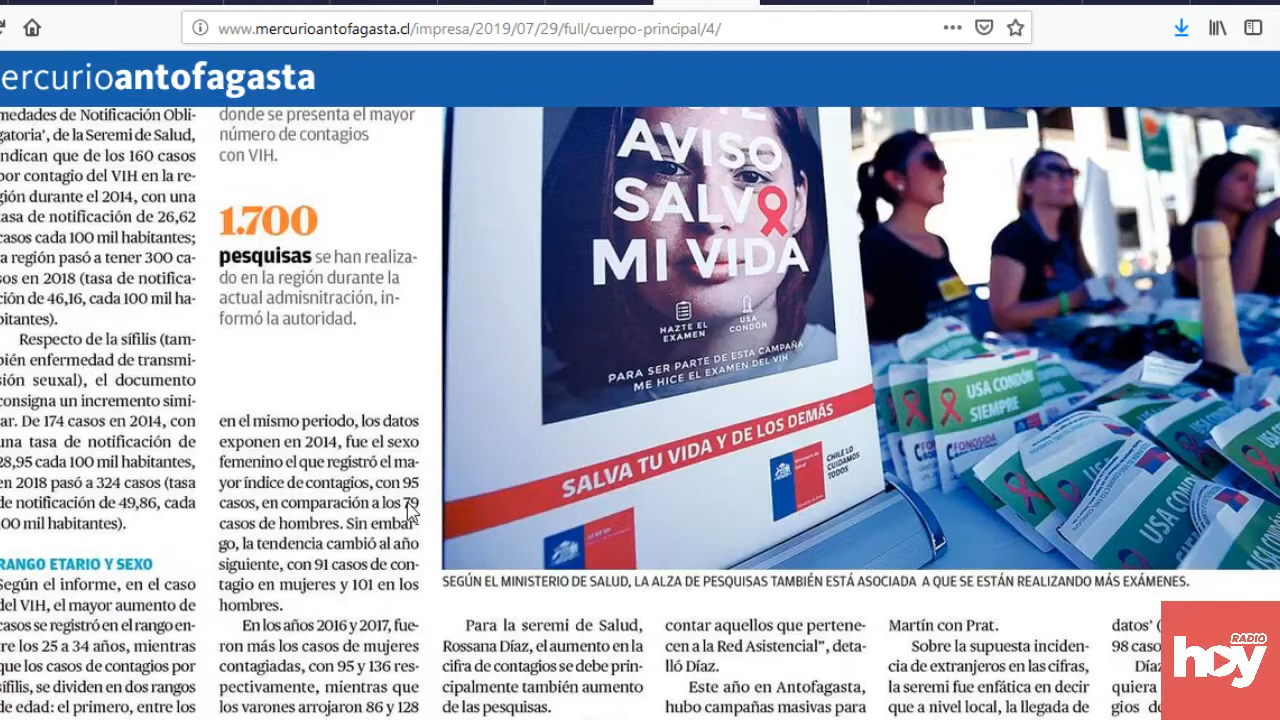 www.mercurioantofagasta.cl/impresa/2019/07/29/full/cuerpo-principal/4/
ercurioantofagasta
medades de Notificación Obli-
gatoria', de la Seremi de Salud,
indican que de los 160 casos
por contagio del VIH en la re-
gión durante el 2014, con una
tasa de notificación de 26,62
casos cada 100 mil habitantes;
la región pasó a tener 300 ca-
sos en 2018 (tasa de notifica-
ción de 46,16, cada 100 mil ha-
bitantes).
Respecto de la sífilis (tam-
bién enfermedad de transmi-
sión seuxal), el documento
consigna un incremento simi-
lar. De 174 casos en 2014, con
una tasa de notificación de
28,95 cada 100 mil habitantes,
en 2018 pasó a 324 casos (tasa
de notificación de 49,86, cada
100 mil habitantes).
RANGO ETARIO Y SEXO
Según el informe, en el caso
del VIH, el mayor aumento de
casos se registró en el rango en-
tre los 25 a 34 años, mientras
que los casos de contagios por
sífilis, se dividen en dos rangos
de edad: el primero, entre los
donde se presenta el mayor
número de contagios
con VIH.
1.700
pesquisas se han realiza-
do en la región durante la
actual admisnitración, in-
formó la autoridad.
en el mismo periodo, los datos
exponen en 2014, fue el sexo
femenino el que registró el ma-
yor índice de contagios, con 95
casos, en comparación a los 79
casos de hombres. Sin embar-
go, la tendencia cambió al año
siguiente, con 91 casos de con-
tagio en mujeres y 101 en los
hombres.
En los años 2016 y 2017, fue-
ron más los casos de mujeres
contagiadas, con 95 y 136 res-
pectivamente, mientras que
los varones arrojaron 86 y 128
AVISO
SALVÓ
MI VIDA
HAZTE EL
EXAMEN
USA
CONDÓN
PARA SER PARTE DE ESTA CAMPAÑA
ME HICE EL EXAMEN DEL VIH
SALVA TU VIDA Y DE LOS DEMÁS
CHILE LO
CUIDAMOS
TODOS
USA CONDÓN
SIEMPRE
FONOSIDA
USA CONDÓN
SEGÚN EL MINISTERIO DE SALUD, LA ALZA DE PESQUISAS TAMBIÉN ESTÁ ASOCIADA A QUE SE ESTÁN REALIZANDO MÁS EXÁMENES.
Para la seremi de Salud,
Rossana Díaz, el aumento en la
cifra de contagios se debe prin-
cipalmente también aumento
de las pesquisas.
contar aquellos que pertene-
cen a la Red Asistencial”, deta-
lló Díaz.
Este año en Antofagasta,
hubo campañas masivas para
Martín con Prat.
Sobre la supuesta inciden-
cia de extranjeros en las cifras,
la seremi fue enfática en decir
que a nivel local, la llegada de
datos’ (
98 caso
Díaz
quiera
gios de
RADIO
hoy